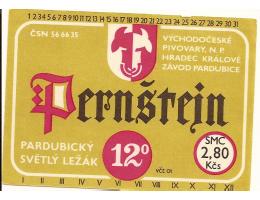 1 2 3 4 5 6 7 8 9 10 11 12 13 14 15 16 17 18 19 20 21 22 23 24 25 26 27 28 29 30 31
ČSN 56 66 35
VÝCHODOČESKÉ
PIVOVARY, N. P.
HRADEC KRÁLOVÉ
ZÁVOD PARDUBICE
Pernštejn
PARDUBICKÝ
SVĚTLÝ LEŽÁK
12°
SMC
2,80
Kčs
VČE 01
I II III IV V VI VII VIII IX X XI XII